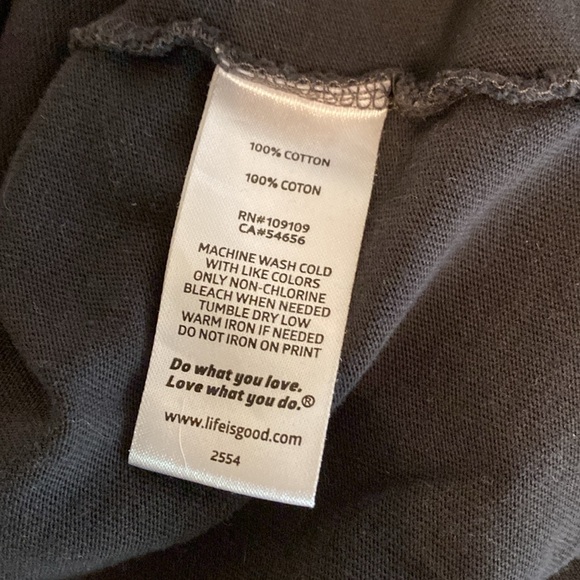 100% COTTON
100% COTON
RN#109109
CA#54656
MACHINE WASH COLD
WITH LIKE COLORS
ONLY NON-CHLORINE
BLEACH WHEN NEEDED
TUMBLE DRY LOW
WARM IRON IF NEEDED
DO NOT IRON ON PRINT
Do what you love.
Love what you do.®
www.lifeisgood.com
2554